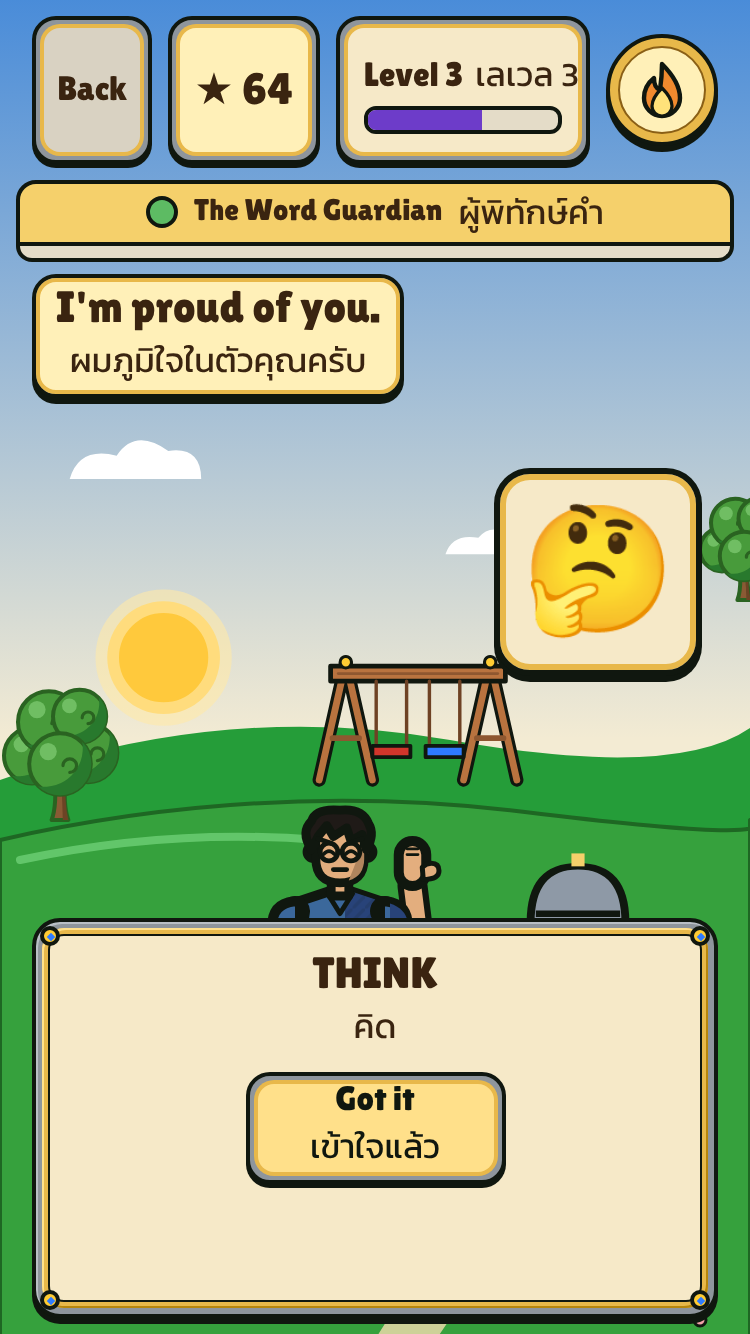 Back
★ 64
Level 3 เลเวล 3
The Word Guardian ผู้พิทักษ์คำ
I'm proud of you.
ผมภูมิใจในตัวคุณครับ
THINK
คิด
Got it
เข้าใจแล้ว